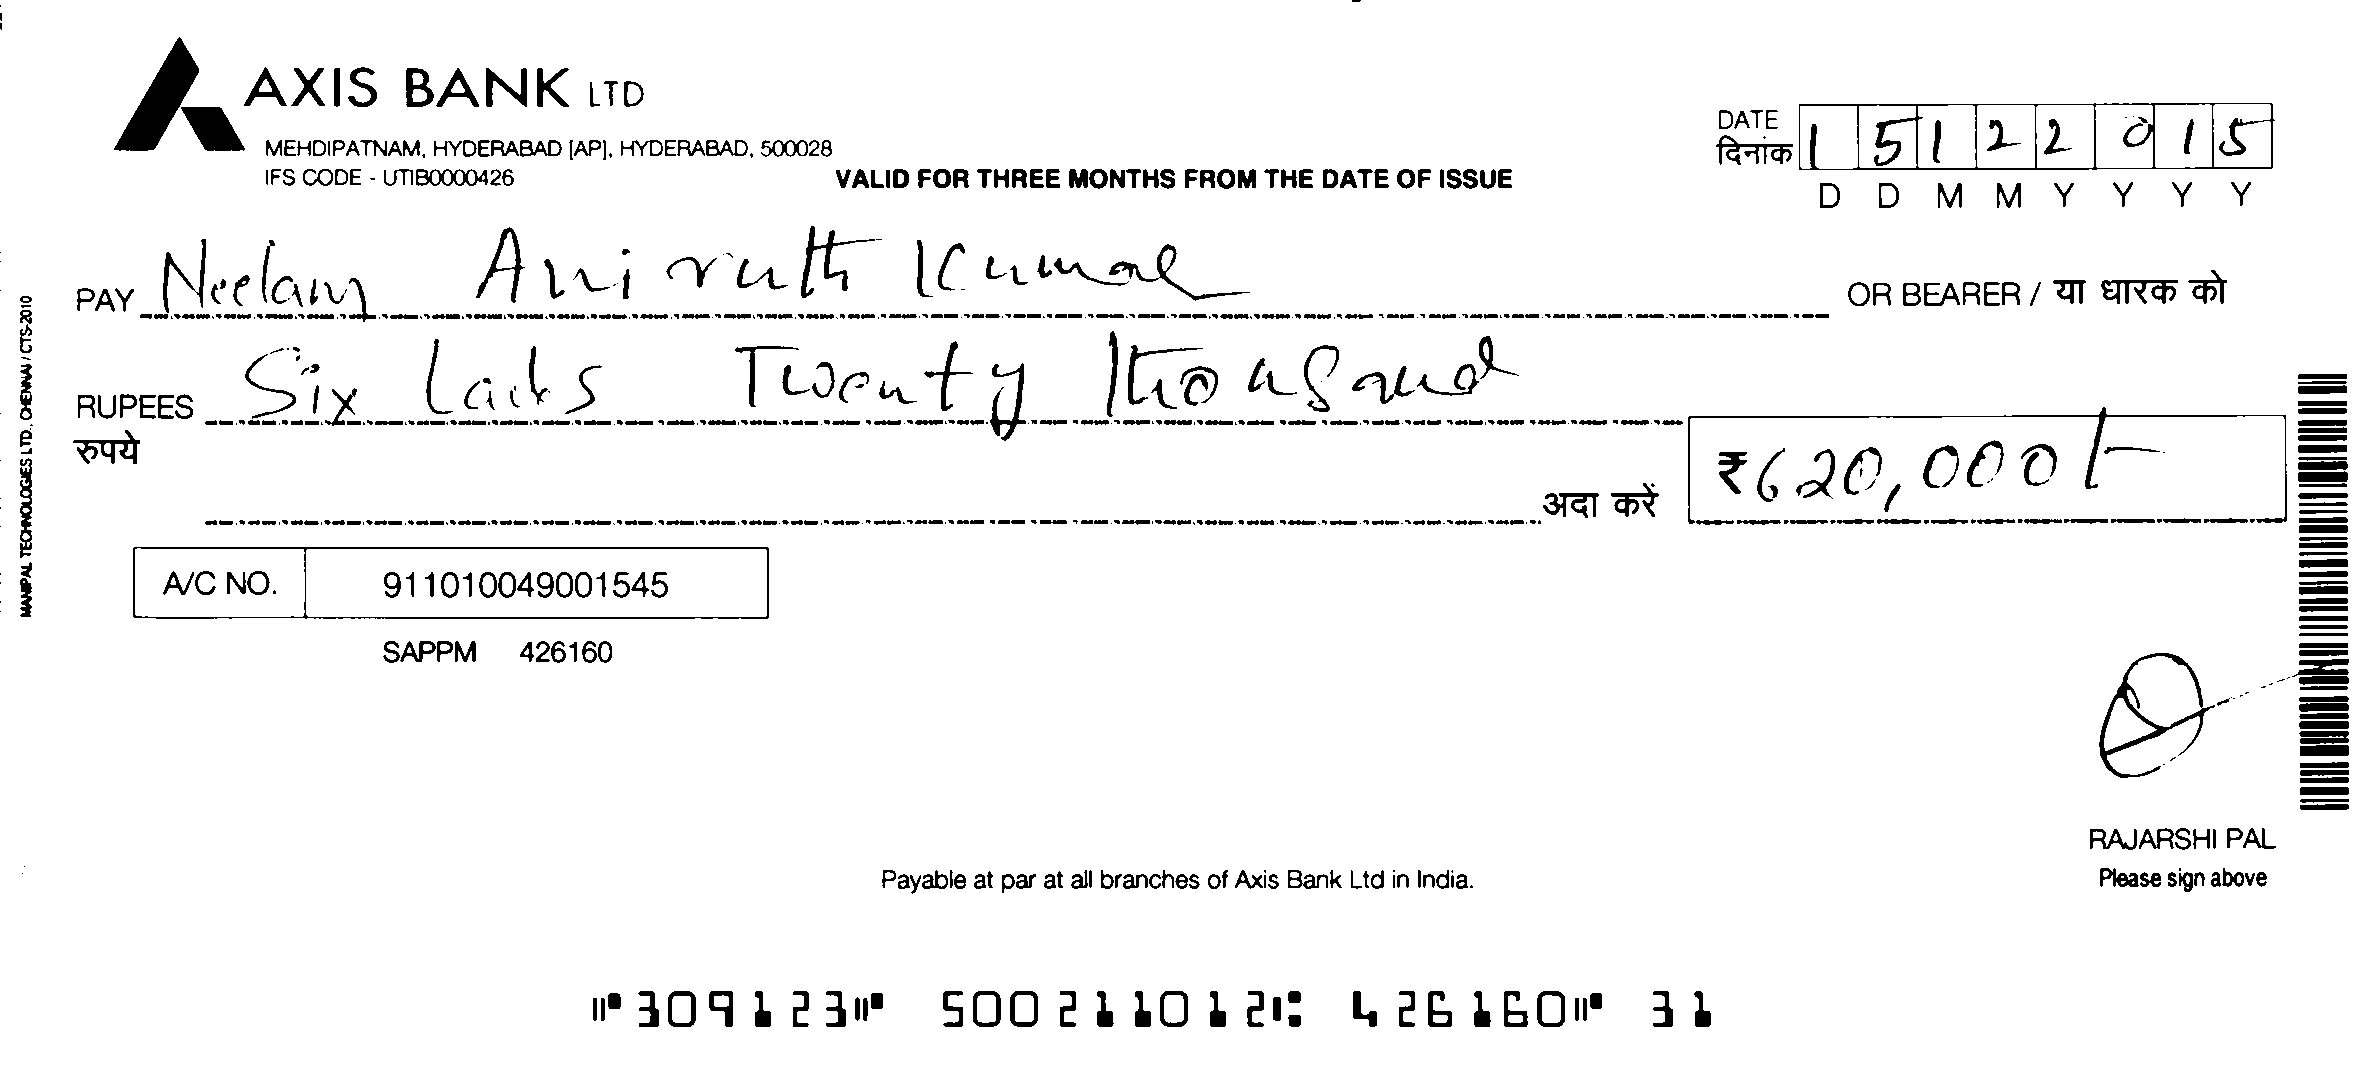 AXIS BANK LTD
MEHDIPATNAM, HYDERABAD [AP], HYDERABAD, 500028
IFS CODE - UTIB0000426
VALID FOR THREE MONTHS FROM THE DATE OF ISSUE
DATE
दिनांक
1 5 1 2 2 0 1 5
D D M M Y Y Y Y
PAY Neelam Aniruth Kumar OR BEARER / या धारक को
RUPEES Six Lacks Twenty Thousand
रुपये
अदा करें ₹620,000/-
A/C NO. 911010049001545
SAPPM 426160
MANIPAL TECHNOLOGIES LTD., CHENNAI / CTS-2010
RAJARSHI PAL
Please sign above
Payable at par at all branches of Axis Bank Ltd in India.
⑈309123⑈ 500211012⑆ 426160⑈ 31